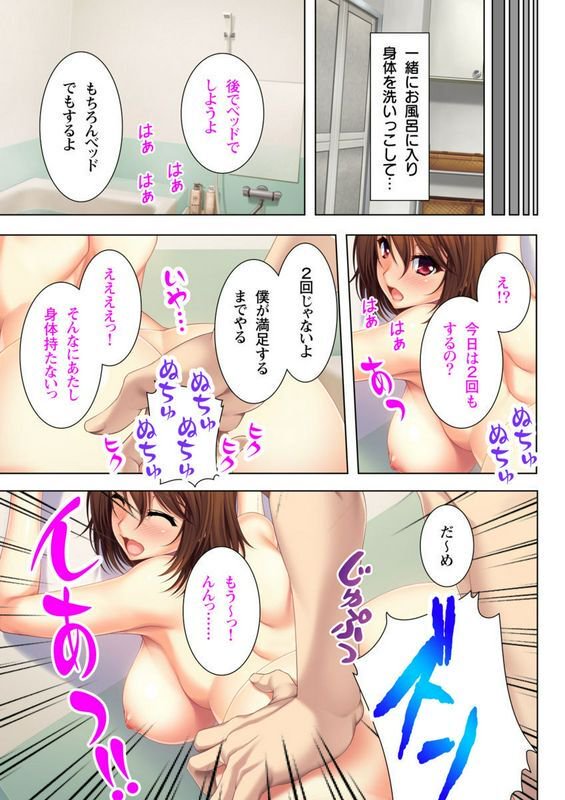 一緒にお風呂に入り
身体を洗いっこして…
後でベッドで
しようよ
もちろんベッド
でもするよ
はぁ
はぁ
はぁ
え!?
今日は2回も
するの?
はぁ
はぁ
あっ
ぬちゅ
ぬちゅ
2回じゃないよ
僕が満足する
までやる
いや…
ええええっ!
そんなにあたし
身体持たないっ
ぬちゅ
ぬちゅ
ぬちゅ
ぬちゅ
ヒク
ヒク
だ〜め
ズンッ
じゅぷっ
もう〜っ!
んんっ……
んあっ!!